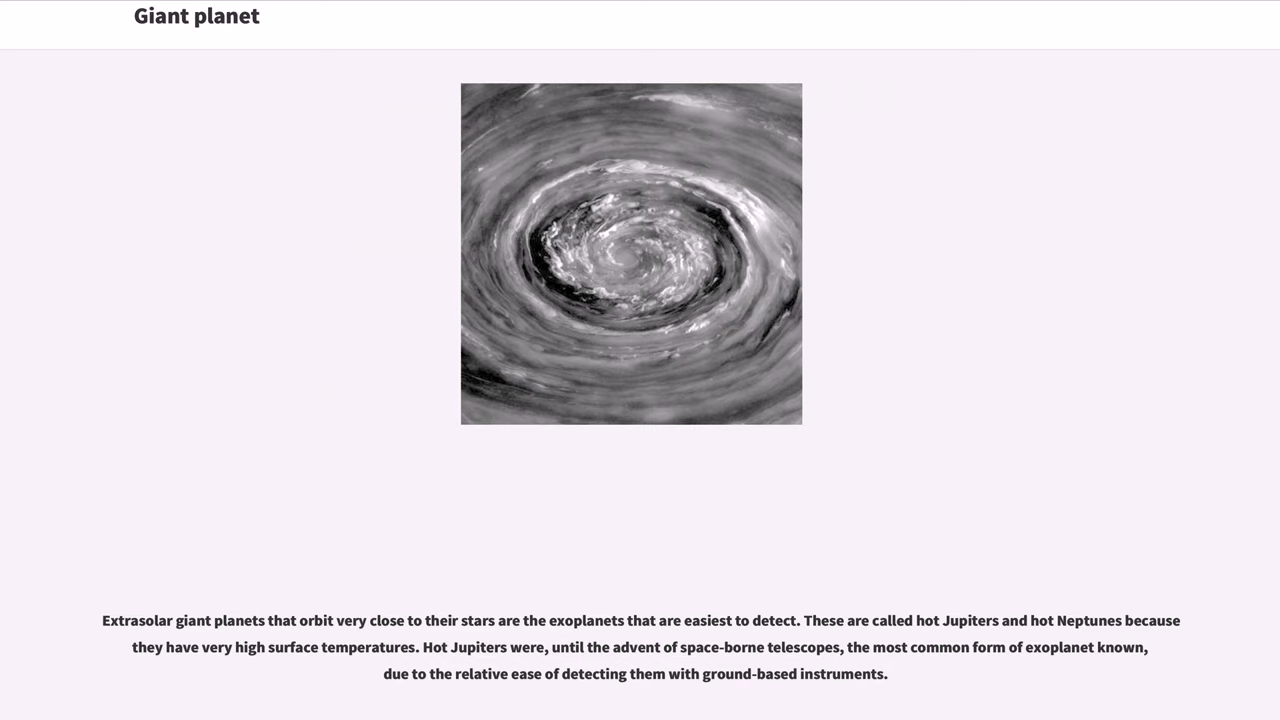 Giant planet
Extrasolar giant planets that orbit very close to their stars are the exoplanets that are easiest to detect. These are called hot Jupiters and hot Neptunes because
they have very high surface temperatures. Hot Jupiters were, until the advent of space-borne telescopes, the most common form of exoplanet known,
due to the relative ease of detecting them with ground-based instruments.